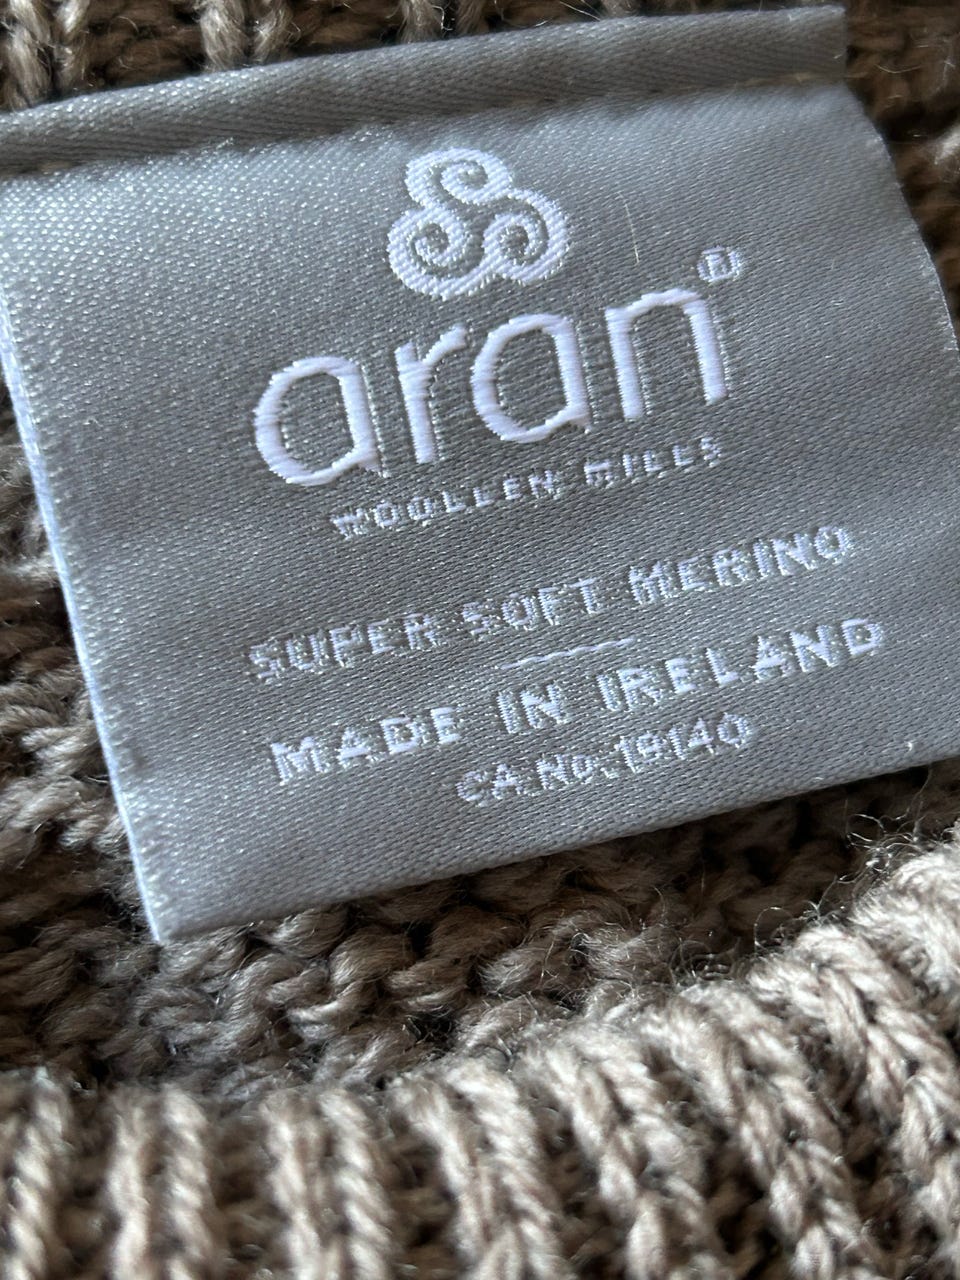 aran®
WOOLLEN MILLS
SUPER SOFT MERINO
MADE IN IRELAND
CA No.19140